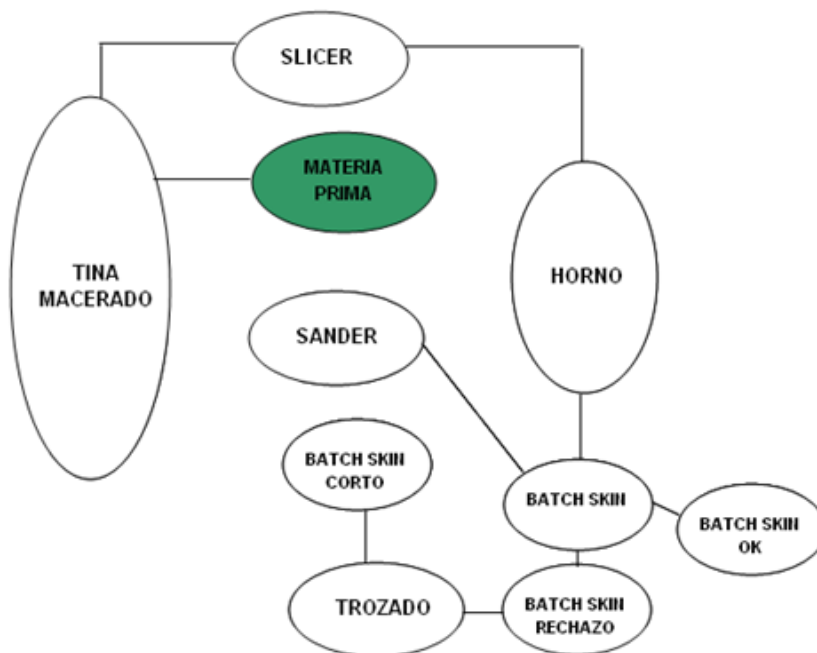 SLICER
MATERIA
PRIMA
TINA
MACERADO
HORNO
SANDER
BATCH SKIN
CORTO
BATCH SKIN
BATCH SKIN
OK
TROZADO
BATCH SKIN
RECHAZO